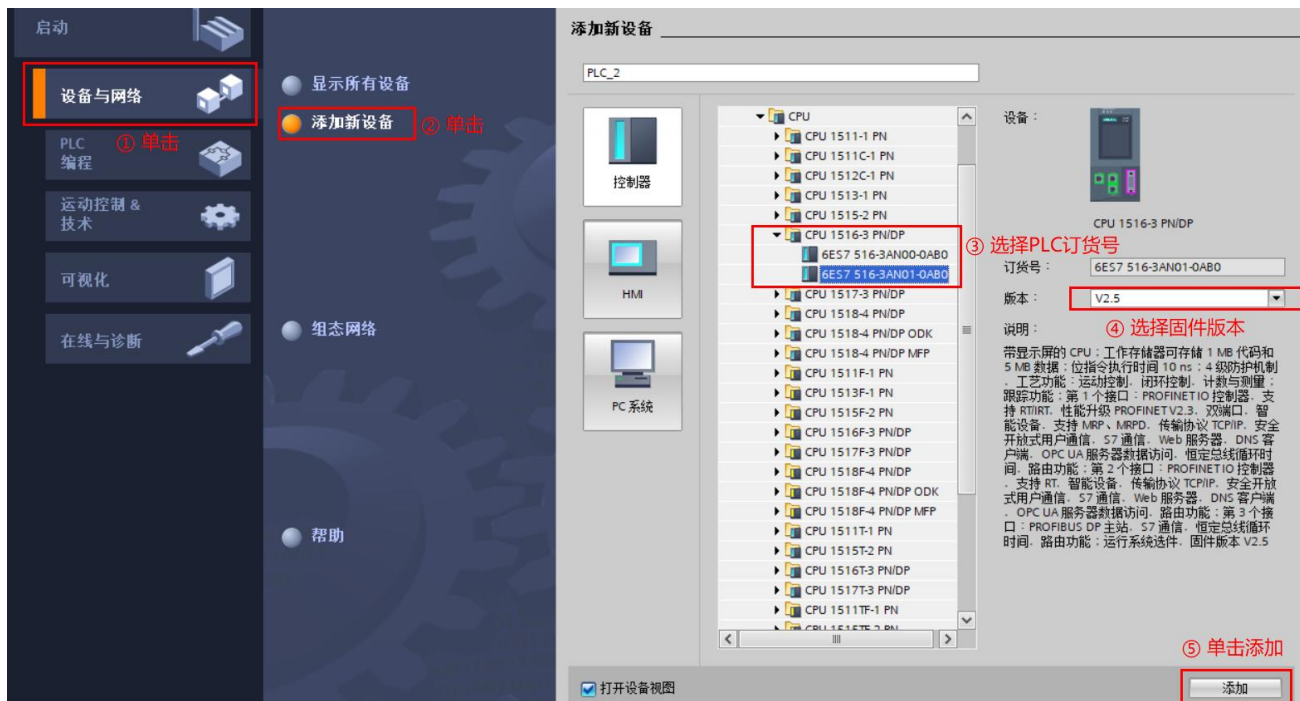 启动
设备与网络
① 单击
PLC
编程
运动控制 &
技术
可视化
在线与诊断
显示所有设备
添加新设备
② 单击
组态网络
帮助
添加新设备
PLC_2
控制器
HMI
PC 系统
CPU
CPU 1511-1 PN
CPU 1511C-1 PN
CPU 1512C-1 PN
CPU 1513-1 PN
CPU 1515-2 PN
CPU 1516-3 PN/DP
6ES7 516-3AN00-0AB0
6ES7 516-3AN01-0AB0
CPU 1517-3 PN/DP
CPU 1518-4 PN/DP
CPU 1518-4 PN/DP ODK
CPU 1518-4 PN/DP MFP
CPU 1511F-1 PN
CPU 1513F-1 PN
CPU 1515F-2 PN
CPU 1516F-3 PN/DP
CPU 1517F-3 PN/DP
CPU 1518F-4 PN/DP
CPU 1518F-4 PN/DP ODK
CPU 1518F-4 PN/DP MFP
CPU 1511T-1 PN
CPU 1515T-2 PN
CPU 1516T-3 PN/DP
CPU 1517T-3 PN/DP
CPU 1511TF-1 PN
CPU 1515TF-2 PN
③ 选择PLC订货号
设备：
CPU 1516-3 PN/DP
订货号：
6ES7 516-3AN01-0AB0
版本：
V2.5
④ 选择固件版本
说明：
带显示屏的 CPU；工作存储器可存储 1 MB 代码和
5 MB 数据；位指令执行时间 10 ns；4 级防护机制
，工艺功能：运动控制，闭环控制，计数与测量；
跟踪功能；第 1 个接口：PROFINET IO 控制器，支
持 RT/IRT，性能升级 PROFINET V2.3，双端口，智
能设备，支持 MRP、MRPD，传输协议 TCP/IP，安全
开放式用户通信，S7 通信，Web 服务器，DNS 客
户端，OPC UA 服务器数据访问，恒定总线循环时
间，路由功能；第 2 个接口：PROFINET IO 控制器
，支持 RT，智能设备，传输协议 TCP/IP，安全开放
式用户通信，S7 通信，Web 服务器，DNS 客户端
，OPC UA 服务器数据访问，路由功能；第 3 个接
口：PROFIBUS DP 主站，S7 通信，恒定总线循环
时间，路由功能；运行系统选件，固件版本 V2.5
⑤ 单击添加
打开设备视图
添加